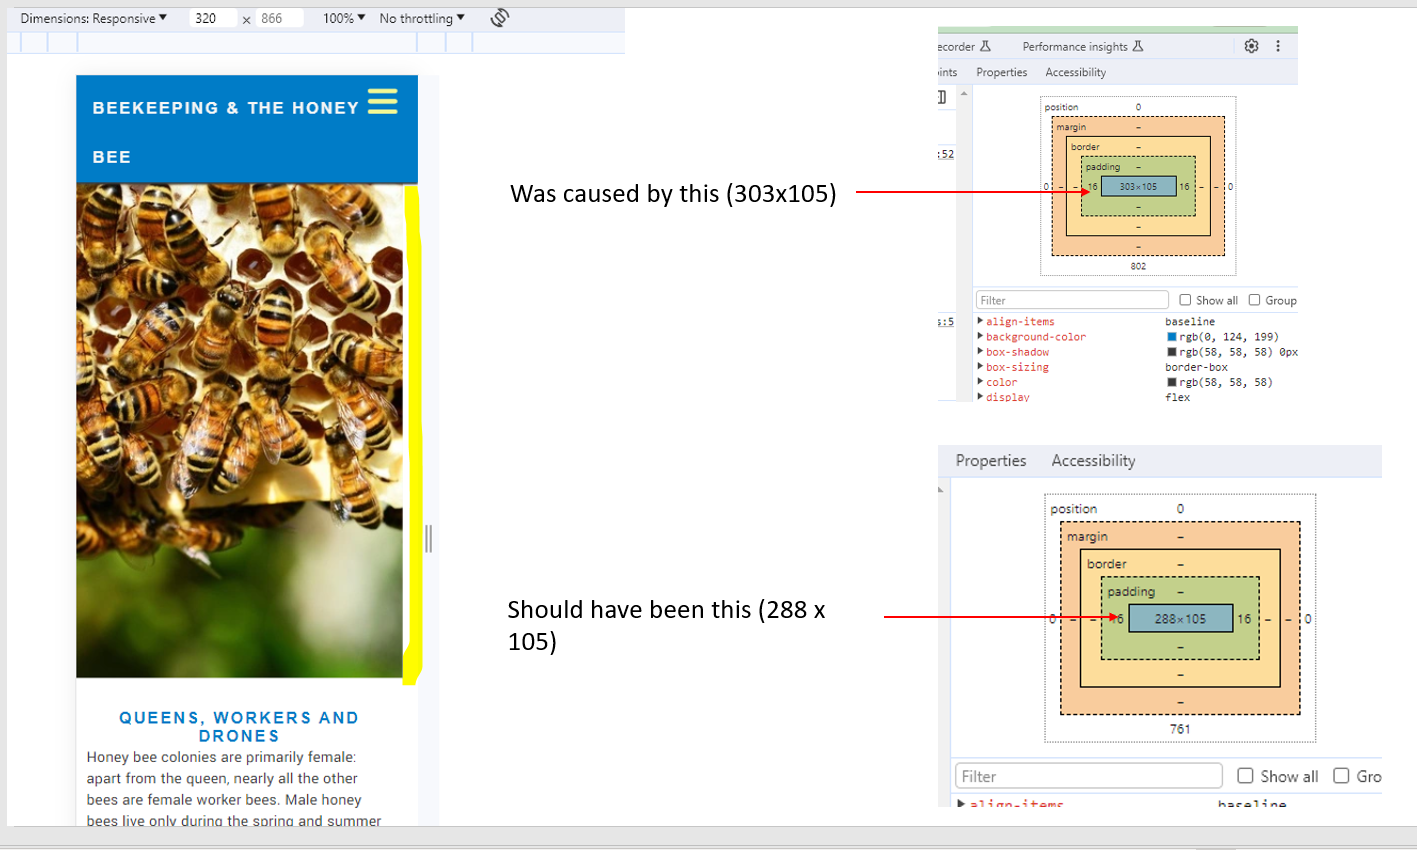 Dimensions: Responsive 320 x 866 100% No throttling
BEEKEEPING & THE HONEY
BEE
QUEENS, WORKERS AND
DRONES
Honey bee colonies are primarily female:
apart from the queen, nearly all the other
bees are female worker bees. Male honey
bees live only during the spring and summer
Was caused by this (303x105)
Should have been this (288 x
105)
ecorder Performance insights
ints Properties Accessibility
:52
position 0
margin –
border –
padding –
0 – – 16 303×105 16 – – 0
–
–
–
802
Filter Show all Group
s:5
align-items baseline
background-color rgb(0, 124, 199)
box-shadow rgb(58, 58, 58) 0px
box-sizing border-box
color rgb(58, 58, 58)
display flex
Properties Accessibility
position 0
margin –
border –
padding –
0 – – 16 288×105 16 – – 0
–
–
–
761
Filter Show all Gro
align-items baseline